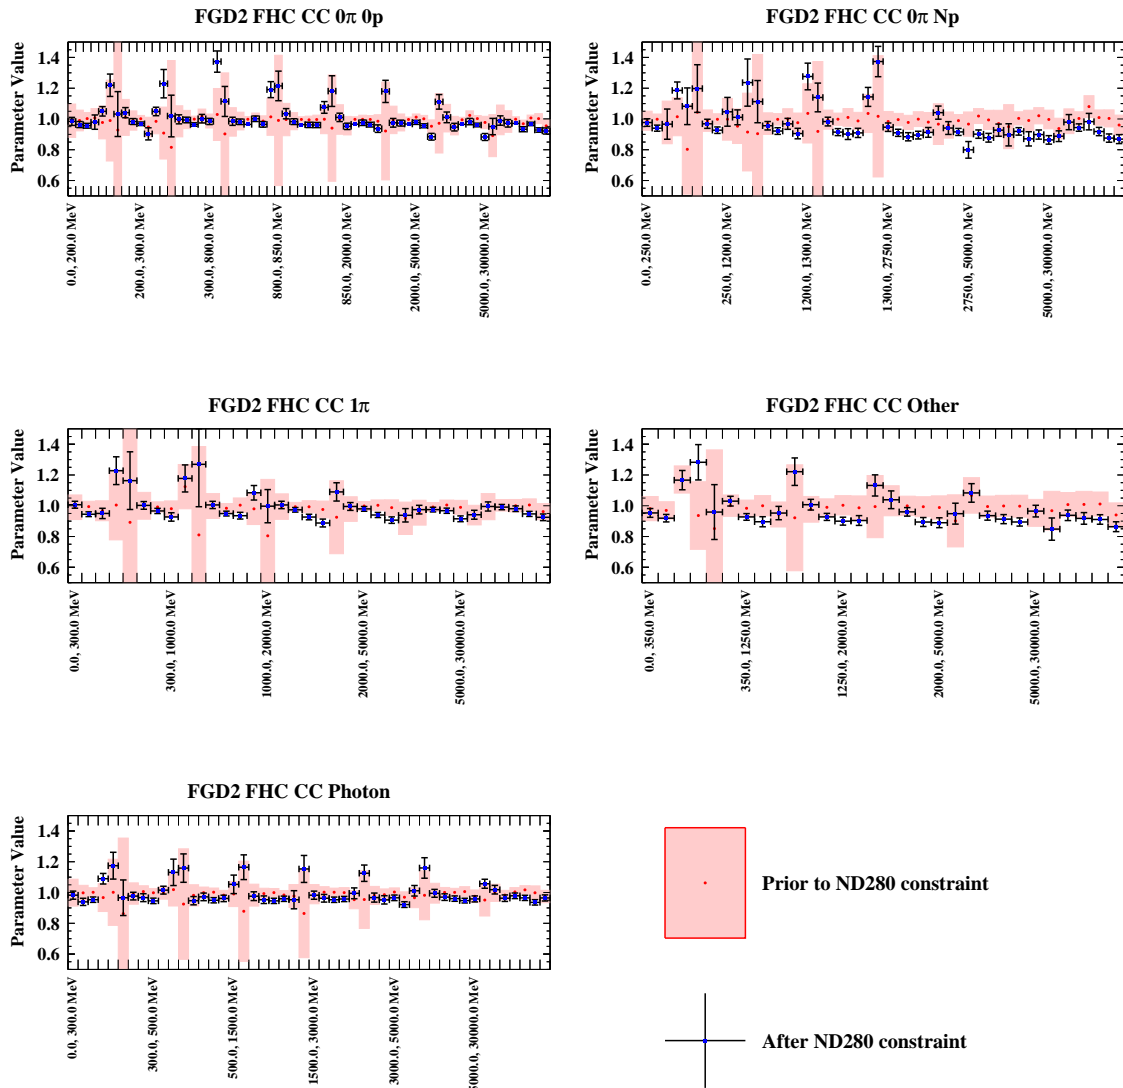 FGD2 FHC CC 0π 0p
Parameter Value
1.4
1.2
1.0
0.8
0.6
0.0, 200.0 MeV
200.0, 300.0 MeV
300.0, 800.0 MeV
800.0, 850.0 MeV
850.0, 2000.0 MeV
2000.0, 5000.0 MeV
5000.0, 30000.0 MeV
FGD2 FHC CC 0π Np
Parameter Value
1.4
1.2
1.0
0.8
0.6
0.0, 250.0 MeV
250.0, 1200.0 MeV
1200.0, 1300.0 MeV
1300.0, 2750.0 MeV
2750.0, 5000.0 MeV
5000.0, 30000.0 MeV
FGD2 FHC CC 1π
Parameter Value
1.4
1.2
1.0
0.8
0.6
0.0, 300.0 MeV
300.0, 1000.0 MeV
1000.0, 2000.0 MeV
2000.0, 5000.0 MeV
5000.0, 30000.0 MeV
FGD2 FHC CC Other
Parameter Value
1.4
1.2
1.0
0.8
0.6
0.0, 350.0 MeV
350.0, 1250.0 MeV
1250.0, 2000.0 MeV
2000.0, 5000.0 MeV
5000.0, 30000.0 MeV
FGD2 FHC CC Photon
Parameter Value
1.4
1.2
1.0
0.8
0.6
0.0, 300.0 MeV
300.0, 500.0 MeV
500.0, 1500.0 MeV
1500.0, 3000.0 MeV
3000.0, 5000.0 MeV
5000.0, 30000.0 MeV
Prior to ND280 constraint
After ND280 constraint